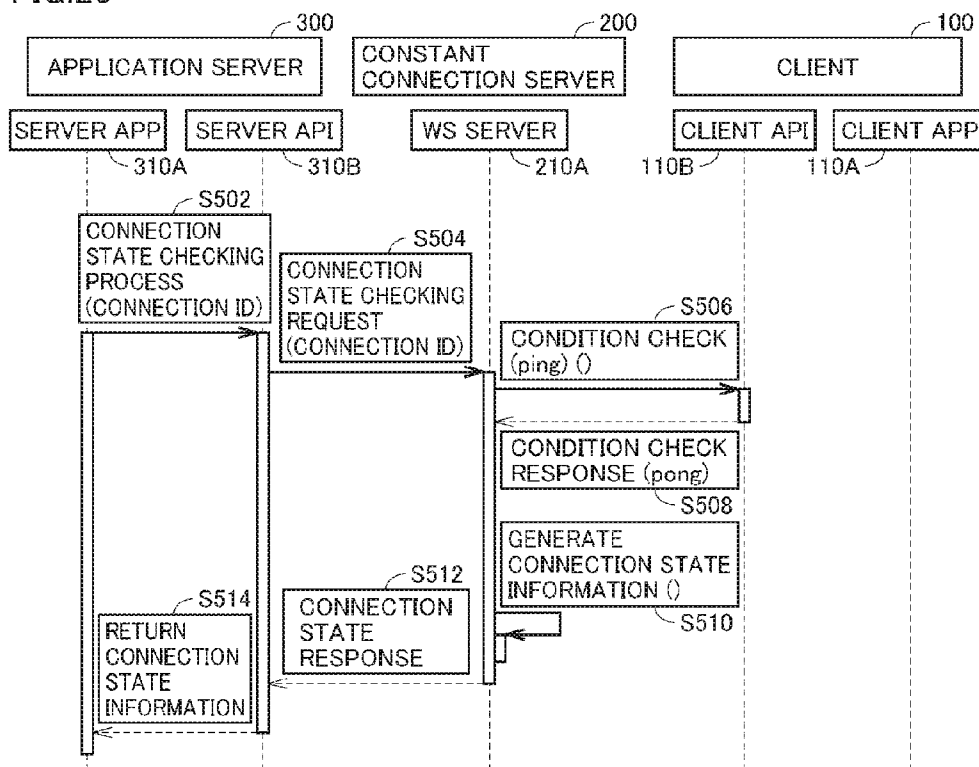 300
200
100
APPLICATION SERVER
CONSTANT
CONNECTION SERVER
CLIENT
SERVER APP
SERVER API
WS SERVER
CLIENT API
CLIENT APP
310A
310B
210A
110B
110A
S502
CONNECTION
STATE CHECKING
PROCESS
(CONNECTION ID)
S504
CONNECTION
STATE CHECKING
REQUEST
(CONNECTION ID)
S506
CONDITION CHECK
(ping) ()
CONDITION CHECK
RESPONSE (pong)
S508
GENERATE
CONNECTION STATE
INFORMATION ()
S510
S512
CONNECTION
STATE
RESPONSE
S514
RETURN
CONNECTION
STATE
INFORMATION